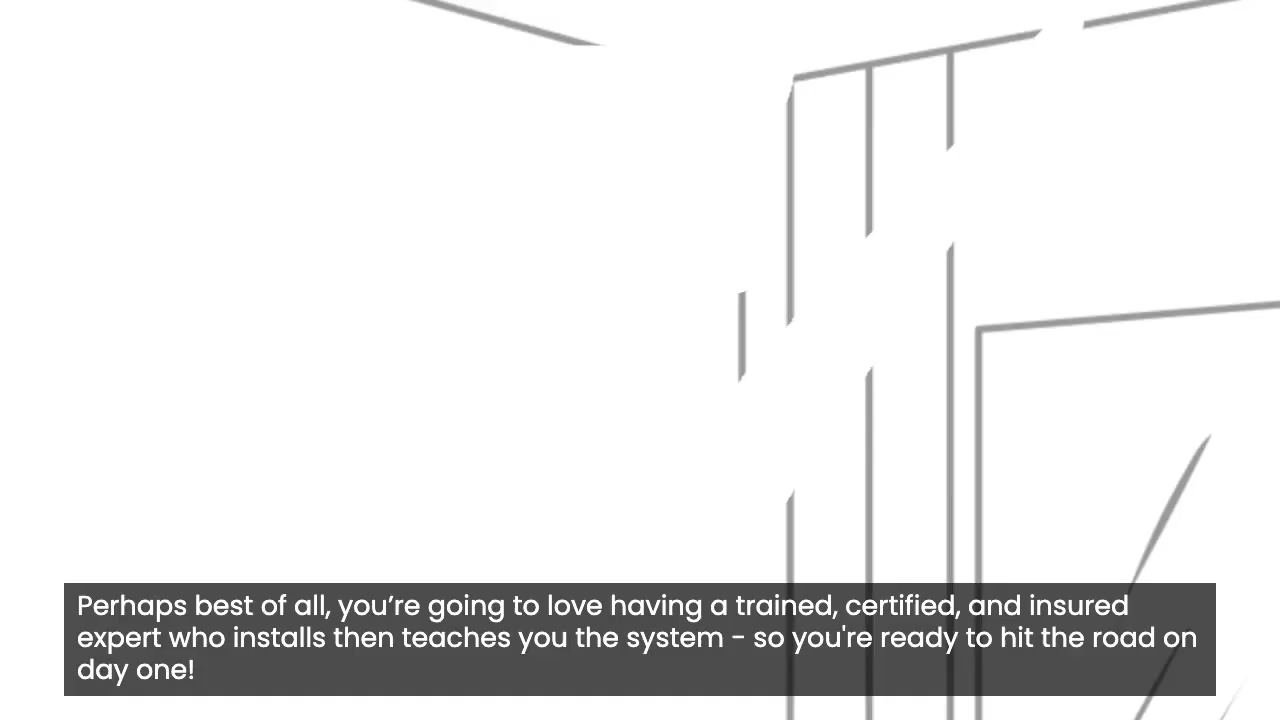 Perhaps best of all, you’re going to love having a trained, certified, and insured
expert who installs then teaches you the system - so you're ready to hit the road on
day one!